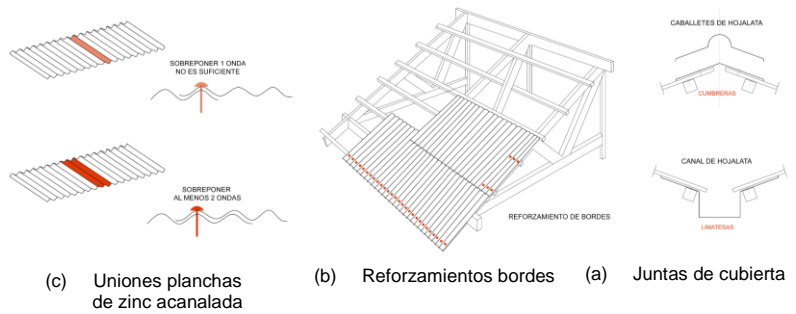 SOBREPONER 1 ONDA
NO ES SUFICIENTE
SOBREPONER
AL MENOS 2 ONDAS
REFORZAMIENTO DE BORDES
CABALLETES DE HOJALATA
CUMBRERAS
CANAL DE HOJALATA
LIMATESAS
(c) Uniones planchas
de zinc acanalada
(b) Reforzamientos bordes
(a) Juntas de cubierta